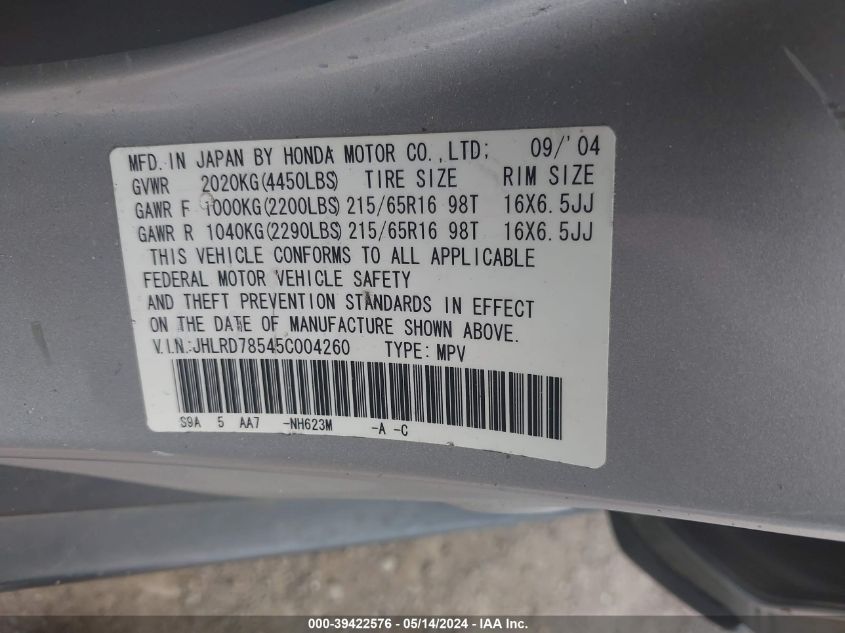 MFD. IN JAPAN BY HONDA MOTOR CO.,LTD; 09/'04
GVWR 2020KG(4450LBS) TIRE SIZE RIM SIZE
GAWR F 1000KG(2200LBS) 215/65R16 98T 16X6.5JJ
GAWR R 1040KG(2290LBS) 215/65R16 98T 16X6.5JJ
THIS VEHICLE CONFORMS TO ALL APPLICABLE
FEDERAL MOTOR VEHICLE SAFETY
AND THEFT PREVENTION STANDARDS IN EFFECT
ON THE DATE OF MANUFACTURE SHOWN ABOVE.
V.I.N:JHLRD78545C004260 TYPE: MPV
S9A 5 AA7 -NH623M -A -C
000-39422576 - 05/14/2024 - IAA Inc.